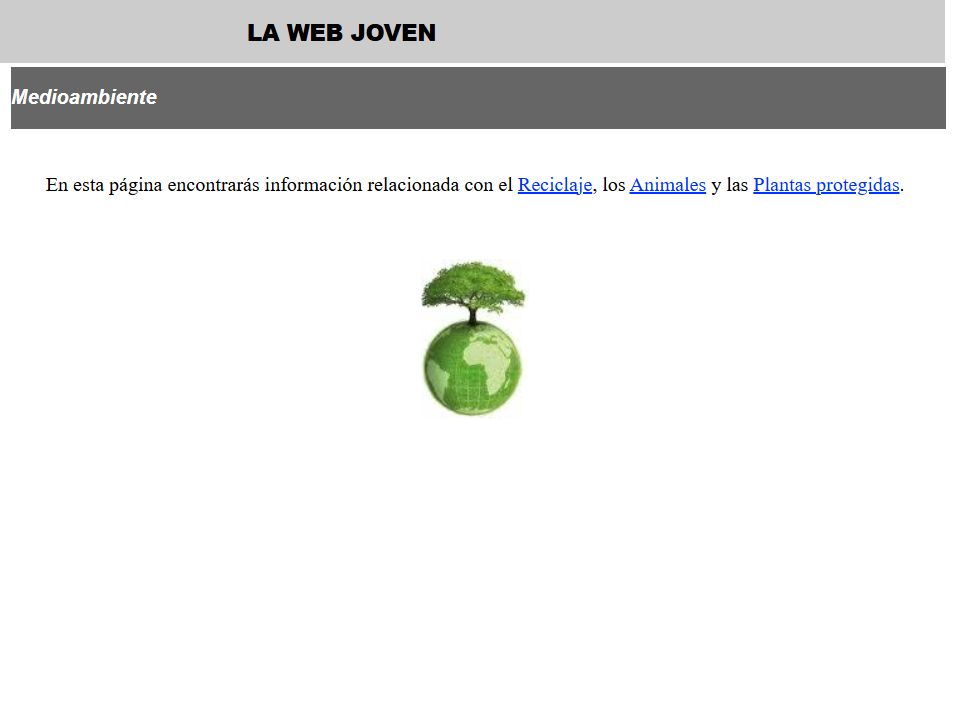 LA WEB JOVEN
Medioambiente
En esta página encontrarás información relacionada con el Reciclaje, los Animales y las Plantas protegidas.